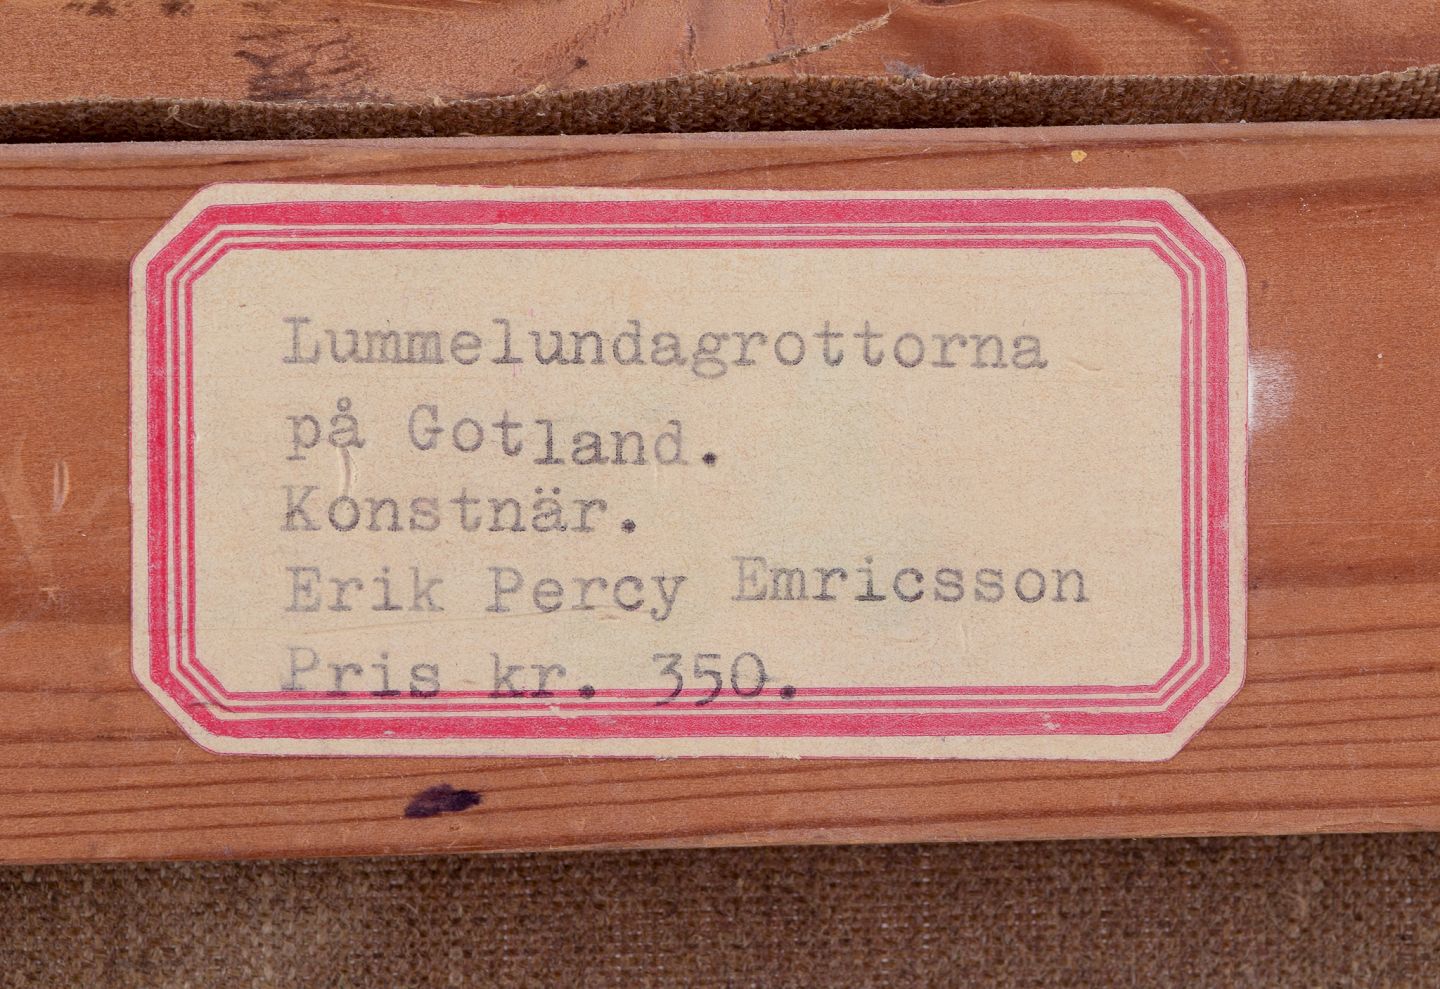 Lummelundagrottorna
på Gotland.
Konstnär.
Erik Percy Emricsson
Pris kr. 350.